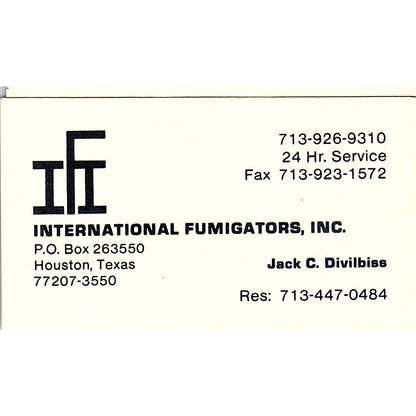 IFI
713-926-9310
24 Hr. Service
Fax 713-923-1572
INTERNATIONAL FUMIGATORS, INC.
P.O. Box 263550
Houston, Texas
77207-3550
Jack C. Divilbiss
Res: 713-447-0484